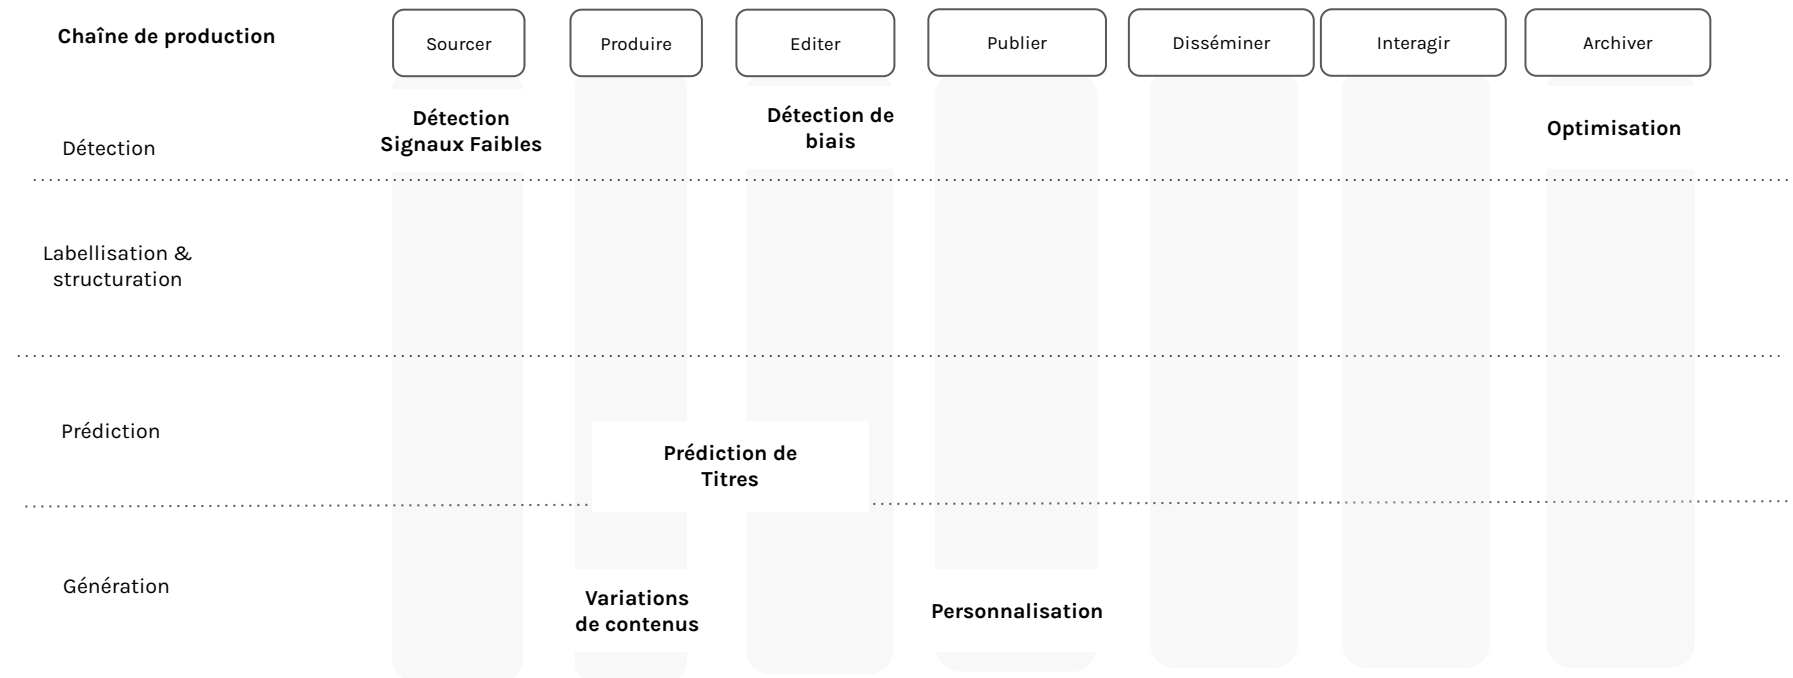 Chaîne de production
Sourcer
Produire
Editer
Publier
Disséminer
Interagir
Archiver
Détection
Détection
Signaux Faibles
Détection de
biais
Optimisation
Labellisation &
structuration
Prédiction
Prédiction de
Titres
Génération
Variations
de contenus
Personnalisation